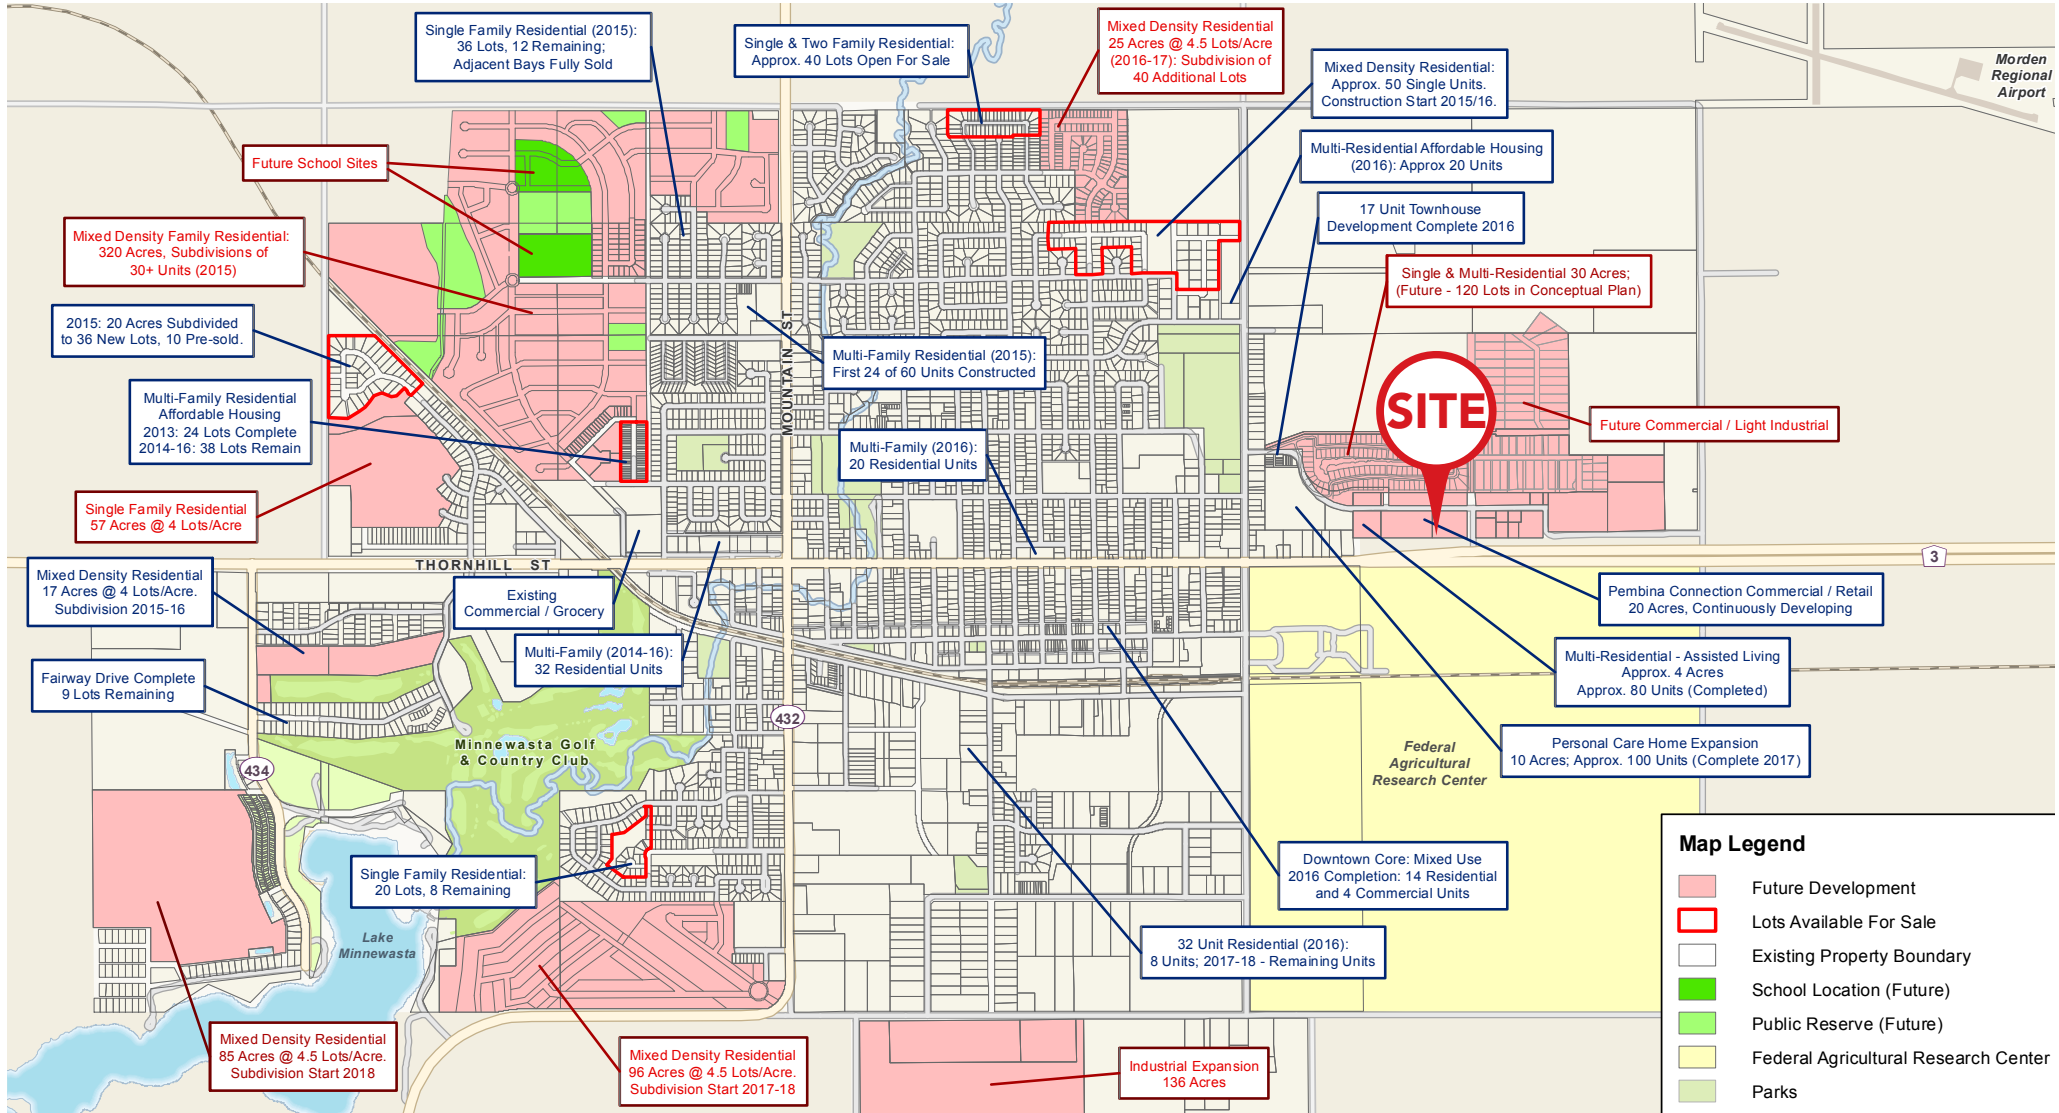 Single Family Residential (2015):
36 Lots, 12 Remaining;
Adjacent Bays Fully Sold
Single & Two Family Residential:
Approx. 40 Lots Open For Sale
Mixed Density Residential
25 Acres @ 4.5 Lots/Acre
(2016-17): Subdivision of
40 Additional Lots
Mixed Density Residential:
Approx. 50 Single Units.
Construction Start 2015/16.
Morden
Regional
Airport
Future School Sites
Multi-Residential Affordable Housing
(2016): Approx 20 Units
17 Unit Townhouse
Development Complete 2016
Mixed Density Family Residential:
320 Acres, Subdivisions of
30+ Units (2015)
Single & Multi-Residential 30 Acres;
(Future - 120 Lots in Conceptual Plan)
2015: 20 Acres Subdivided
to 36 New Lots, 10 Pre-sold.
MOUNTAIN ST
Multi-Family Residential (2015):
First 24 of 60 Units Constructed
Multi-Family Residential
Affordable Housing
2013: 24 Lots Complete
2014-16: 38 Lots Remain
SITE
Future Commercial / Light Industrial
Multi-Family (2016):
20 Residential Units
Single Family Residential
57 Acres @ 4 Lots/Acre
THORNHILL ST
3
Mixed Density Residential
17 Acres @ 4 Lots/Acre.
Subdivision 2015-16
Existing
Commercial / Grocery
Pembina Connection Commercial / Retail
20 Acres, Continuously Developing
Multi-Family (2014-16):
32 Residential Units
Multi-Residential - Assisted Living
Approx. 4 Acres
Approx. 80 Units (Completed)
Fairway Drive Complete
9 Lots Remaining
432
Minnewasta Golf
& Country Club
Federal
Agricultural
Research Center
Personal Care Home Expansion
10 Acres; Approx. 100 Units (Complete 2017)
434
Single Family Residential:
20 Lots, 8 Remaining
Downtown Core: Mixed Use
2016 Completion: 14 Residential
and 4 Commercial Units
Lake
Minnewasta
32 Unit Residential (2016):
8 Units; 2017-18 - Remaining Units
Mixed Density Residential
85 Acres @ 4.5 Lots/Acre.
Subdivision Start 2018
Mixed Density Residential
96 Acres @ 4.5 Lots/Acre.
Subdivision Start 2017-18
Industrial Expansion
136 Acres
Map Legend
Future Development
Lots Available For Sale
Existing Property Boundary
School Location (Future)
Public Reserve (Future)
Federal Agricultural Research Center
Parks